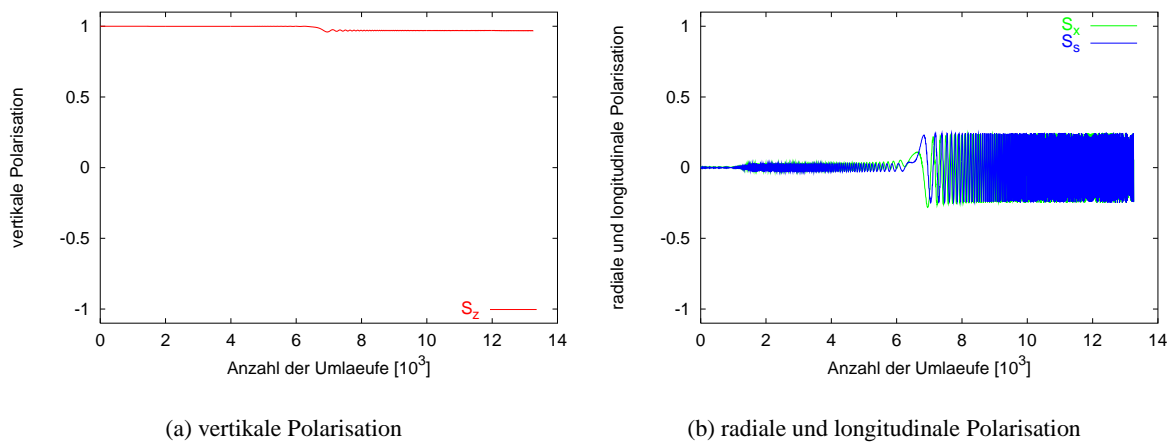 vertikale Polarisation
1
0.5
0
-0.5
-1
S_z
0 2 4 6 8 10 12 14
Anzahl der Umlaeufe [10^3]
(a) vertikale Polarisation
radiale und longitudinale Polarisation
1
0.5
0
-0.5
-1
S_x
S_s
0 2 4 6 8 10 12 14
Anzahl der Umlaeufe [10^3]
(b) radiale und longitudinale Polarisation